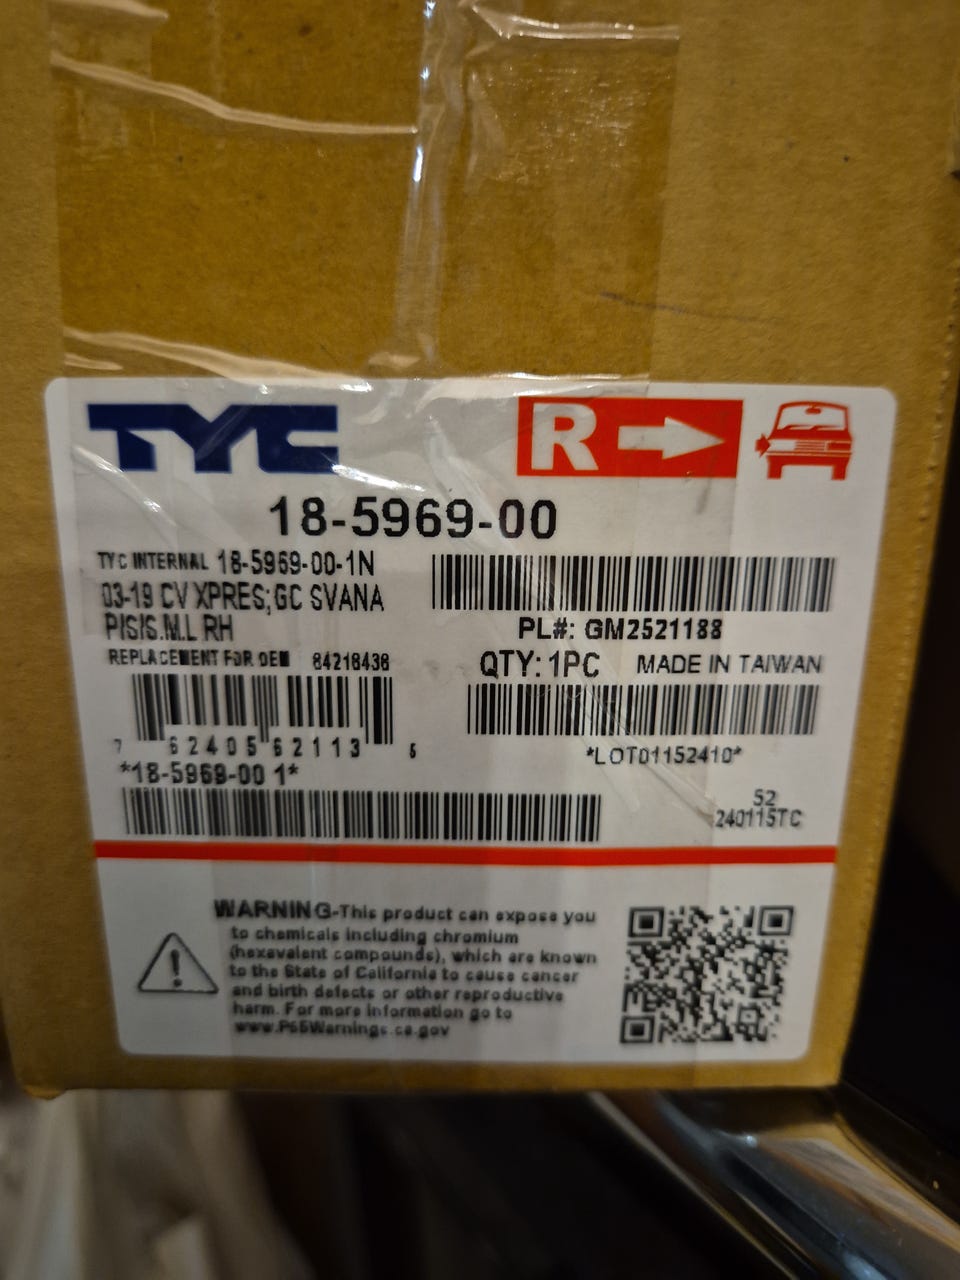 TYC
R
18-5969-00
TYC INTERNAL 18-5969-00-1N
03-19 CV XPRES;GC SVANA
P/S/S.M.L RH
PL#: GM2521188
REPLACEMENT FOR OEM 84218438
QTY: 1PC MADE IN TAIWAN
7 62405 62113 5
*LOT01152410*
*18-5969-00 1*
52
240115TC
WARNING-This product can expose you
to chemicals including chromium
(hexavalent compounds), which are known
to the State of California to cause cancer
and birth defects or other reproductive
harm. For more information go to
www.P65Warnings.ca.gov